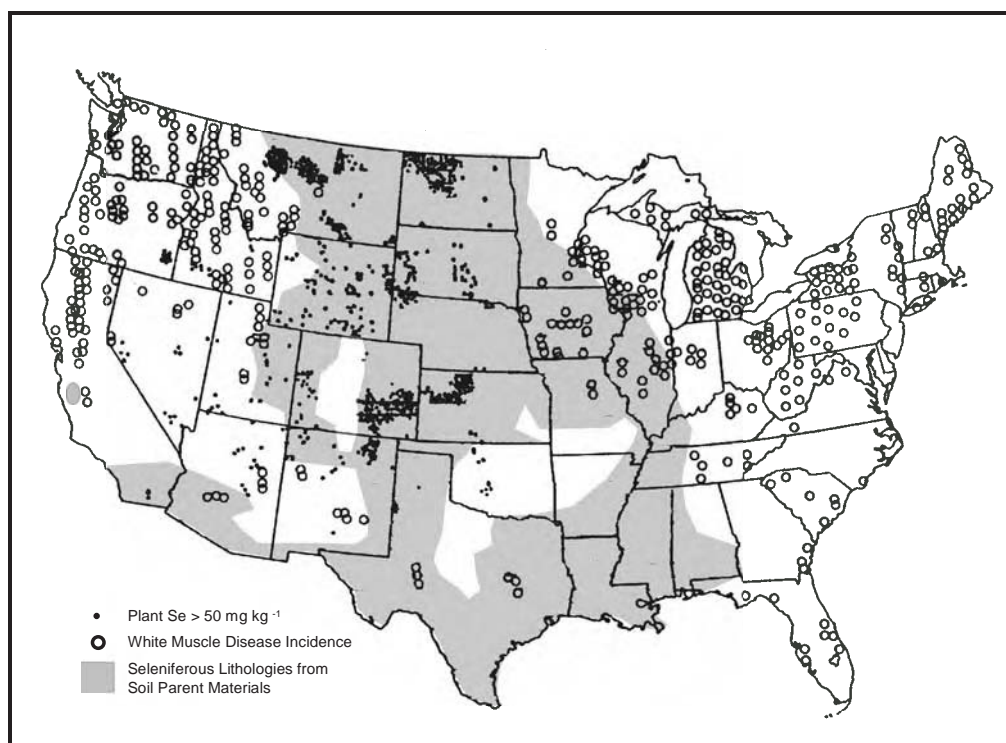 Plant Se > 50 mg kg -1
White Muscle Disease Incidence
Seleniferous Lithologies from
Soil Parent Materials